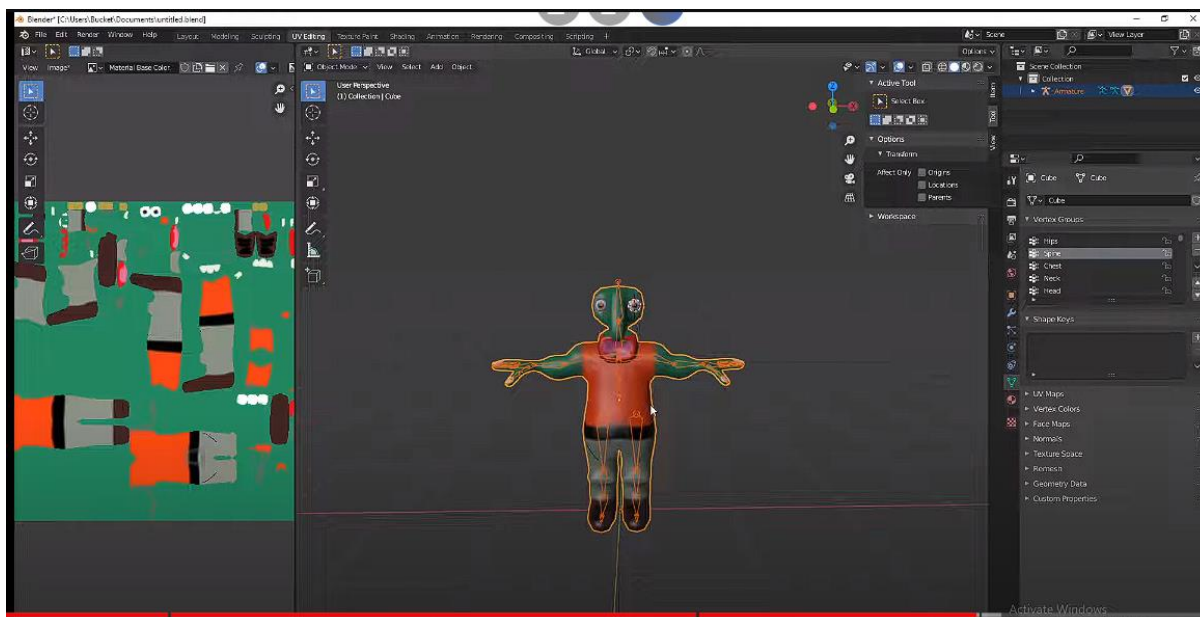 Blender* [C:\Users\Bucket\Documents\untitled.blend]
File Edit Render Window Help Layout Modeling Sculpting UV Editing Texture Paint Shading Animation Rendering Compositing Scripting + Scene View Layer
Global Options
View Image* Material Base Color Object Mode View Select Add Object
User Perspective
(1) Collection | Cube
Active Tool
Select Box
Options
Transform
Affect Only Origins
Locations
Parents
Workspace
Item
Tool
View
Scene Collection
Collection
Armature
Cube Cube
Cube
Vertex Groups
Hips
Spine
Chest
Neck
Head
Shape Keys
UV Maps
Vertex Colors
Face Maps
Normals
Texture Space
Remesh
Geometry Data
Custom Properties
Activate Windows